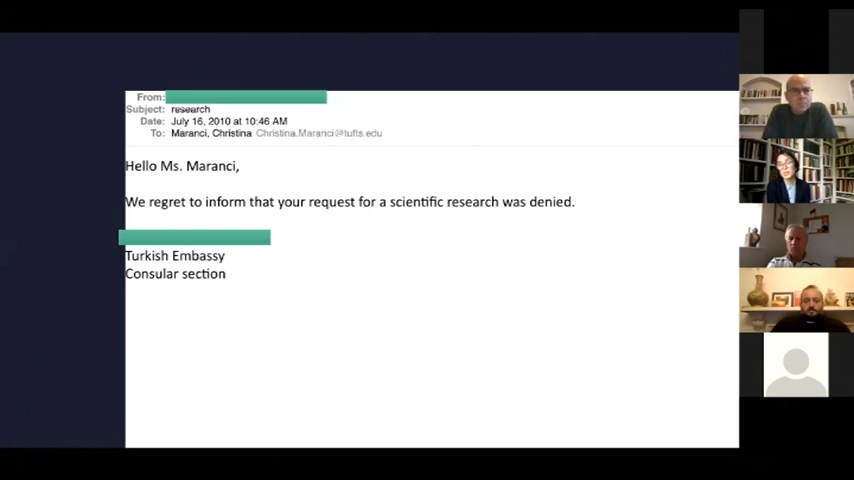 From:
Subject: research
Date: July 16, 2010 at 10:46 AM
To: Maranci, Christina Christina.Maranci@tufts.edu
Hello Ms. Maranci,
We regret to inform that your request for a scientific research was denied.
Turkish Embassy
Consular section